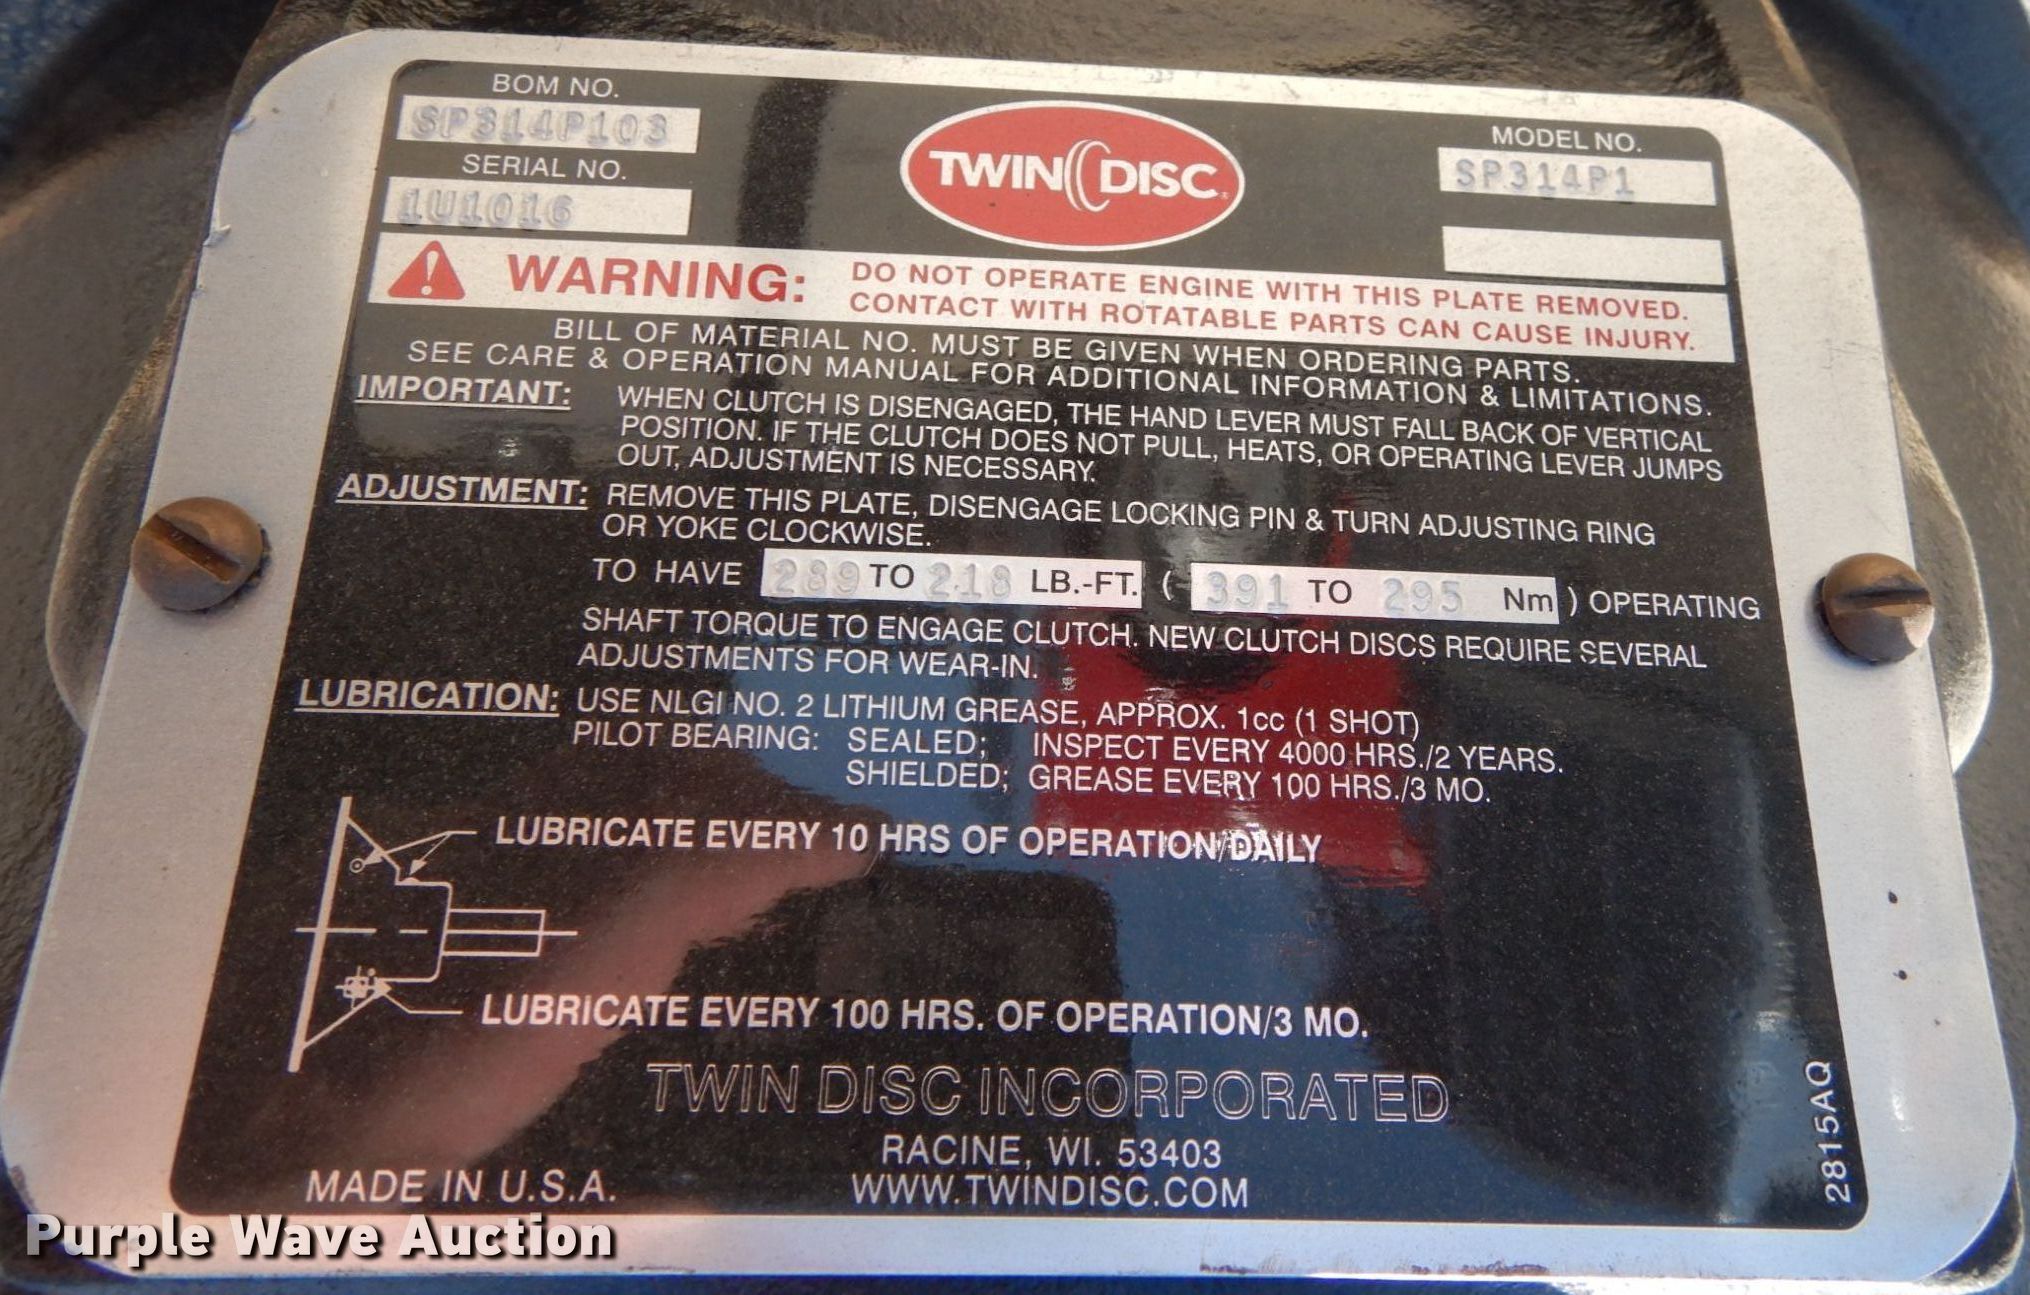 BOM NO.
SP314P103
SERIAL NO.
1U1016
TWIN DISC
MODEL NO.
SP314P1
WARNING: DO NOT OPERATE ENGINE WITH THIS PLATE REMOVED.
CONTACT WITH ROTATABLE PARTS CAN CAUSE INJURY.
BILL OF MATERIAL NO. MUST BE GIVEN WHEN ORDERING PARTS.
SEE CARE & OPERATION MANUAL FOR ADDITIONAL INFORMATION & LIMITATIONS.
IMPORTANT: WHEN CLUTCH IS DISENGAGED, THE HAND LEVER MUST FALL BACK OF VERTICAL
POSITION. IF THE CLUTCH DOES NOT PULL, HEATS, OR OPERATING LEVER JUMPS
OUT, ADJUSTMENT IS NECESSARY.
ADJUSTMENT: REMOVE THIS PLATE, DISENGAGE LOCKING PIN & TURN ADJUSTING RING
OR YOKE CLOCKWISE.
TO HAVE 289 TO 218 LB.-FT. ( 391 TO 295 Nm ) OPERATING
SHAFT TORQUE TO ENGAGE CLUTCH. NEW CLUTCH DISCS REQUIRE SEVERAL
ADJUSTMENTS FOR WEAR-IN.
LUBRICATION: USE NLGI NO. 2 LITHIUM GREASE, APPROX. 1cc (1 SHOT)
PILOT BEARING: SEALED; INSPECT EVERY 4000 HRS./2 YEARS.
SHIELDED; GREASE EVERY 100 HRS./3 MO.
LUBRICATE EVERY 10 HRS OF OPERATION/DAILY
LUBRICATE EVERY 100 HRS. OF OPERATION/3 MO.
TWIN DISC INCORPORATED
RACINE, WI. 53403
MADE IN U.S.A.
WWW.TWINDISC.COM
2815AQ
Purple Wave Auction